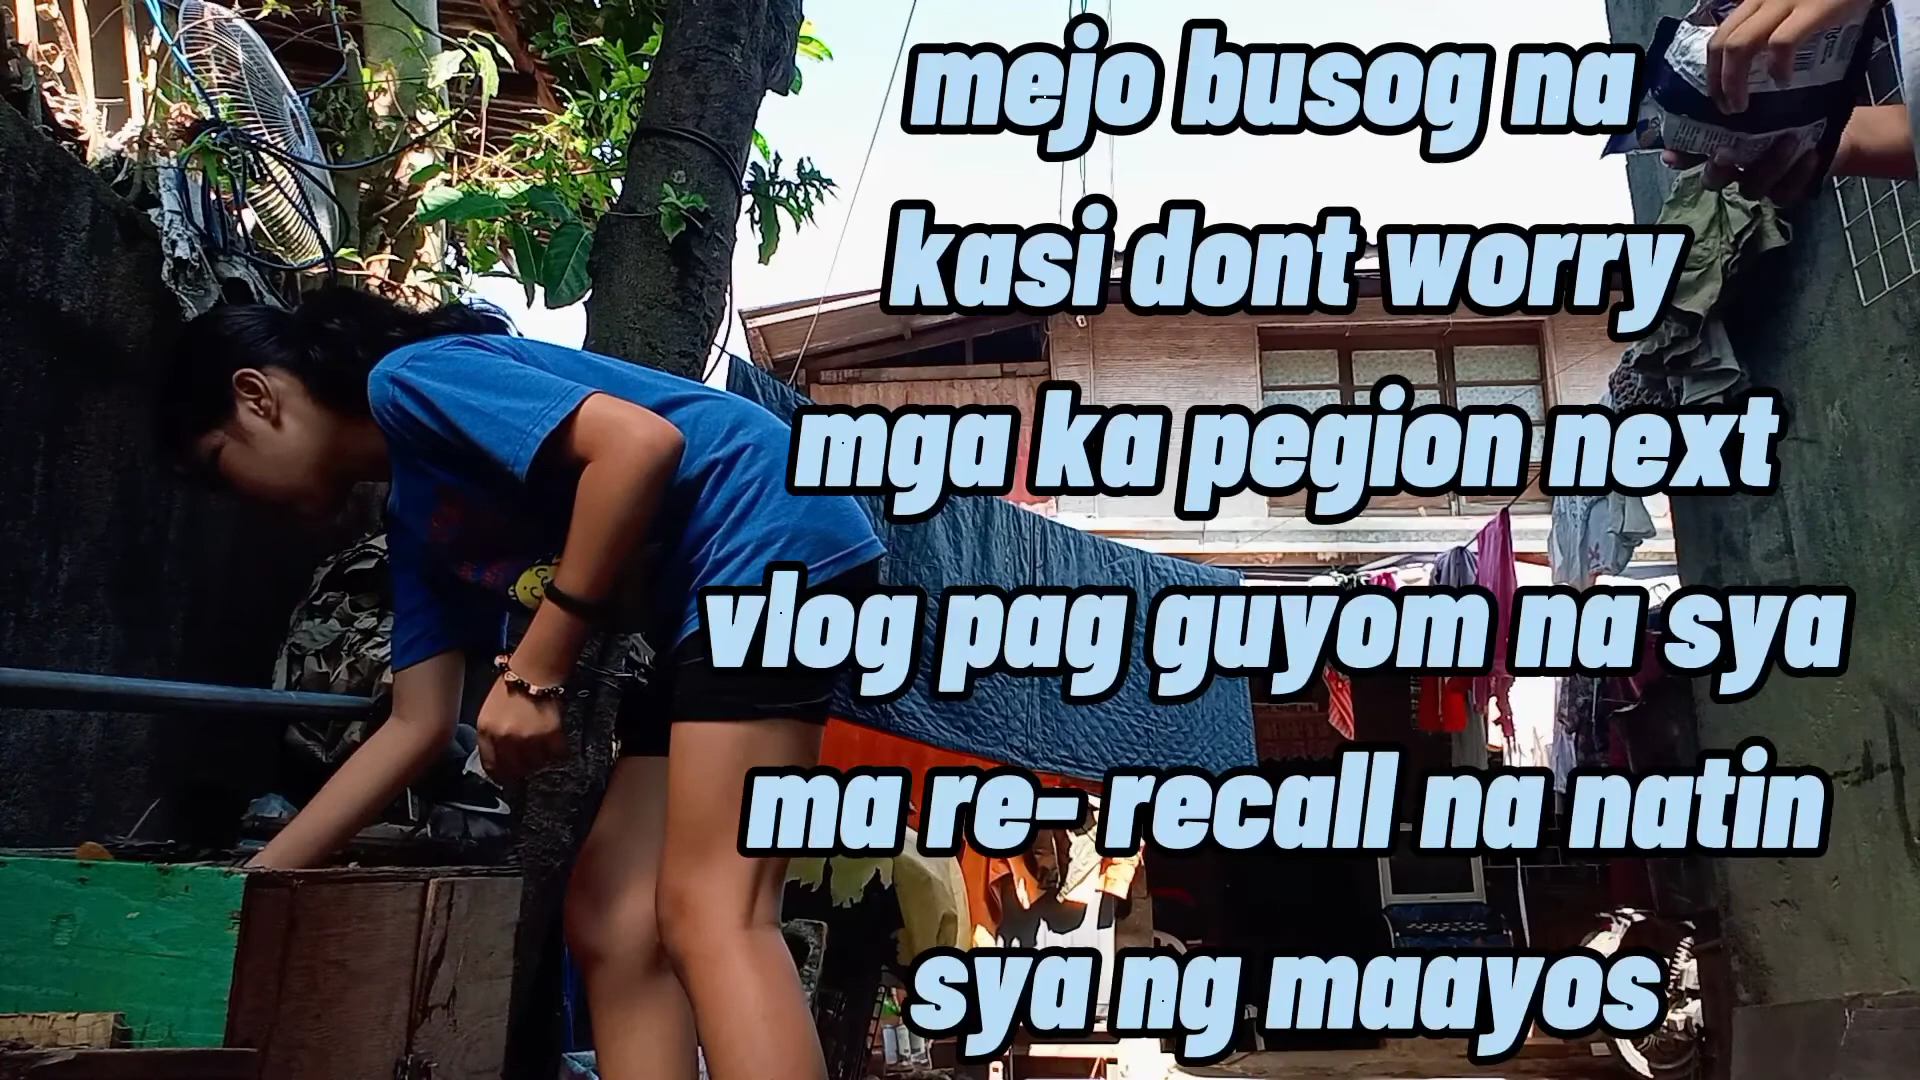 mejo busog na
kasi dont worry
mga ka pegion next
vlog pag guyom na sya
ma re- recall na natin
sya ng maayos